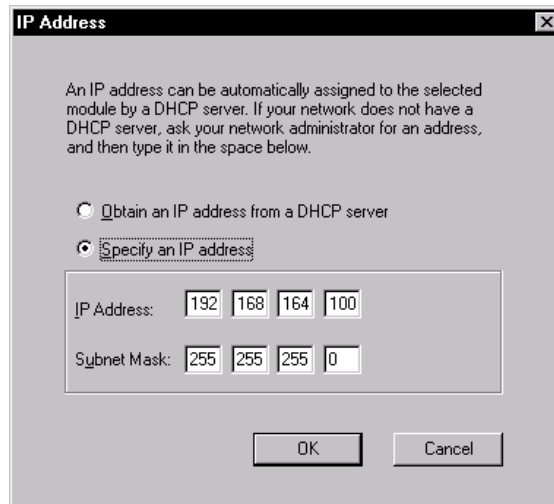 IP Address
An IP address can be automatically assigned to the selected
module by a DHCP server. If your network does not have a
DHCP server, ask your network administrator for an address,
and then type it in the space below.
Obtain an IP address from a DHCP server
Specify an IP address
IP Address: 192 168 164 100
Subnet Mask: 255 255 255 0
OK Cancel